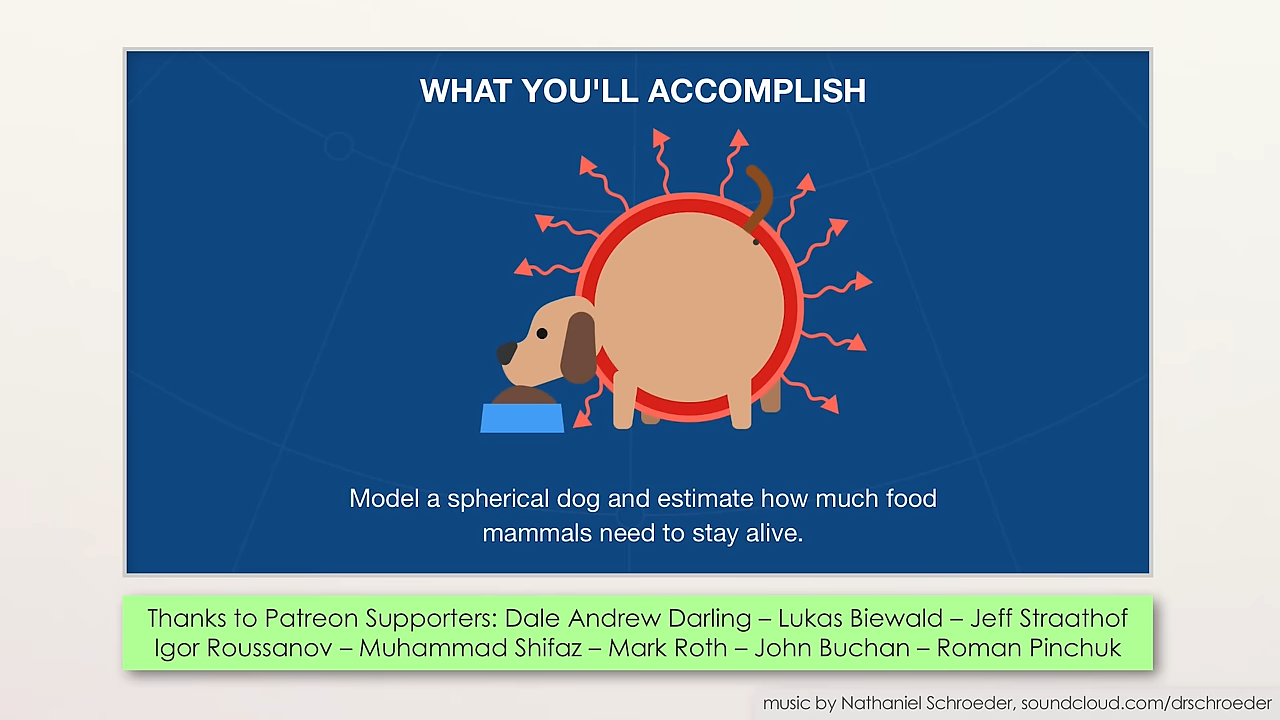 WHAT YOU'LL ACCOMPLISH
Model a spherical dog and estimate how much food
mammals need to stay alive.
Thanks to Patreon Supporters: Dale Andrew Darling – Lukas Biewald – Jeff Straathof
Igor Roussanov – Muhammad Shifaz – Mark Roth – John Buchan – Roman Pinchuk
music by Nathaniel Schroeder, soundcloud.com/drschroeder